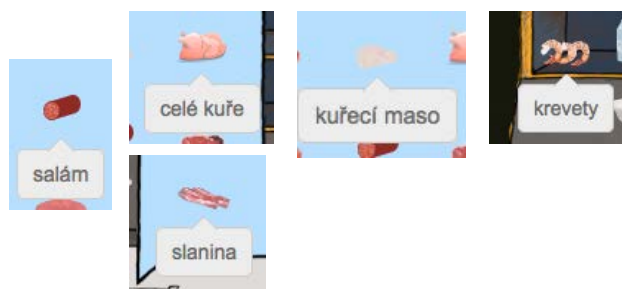 celé kuře
kuřecí maso
krevety
salám
slanina